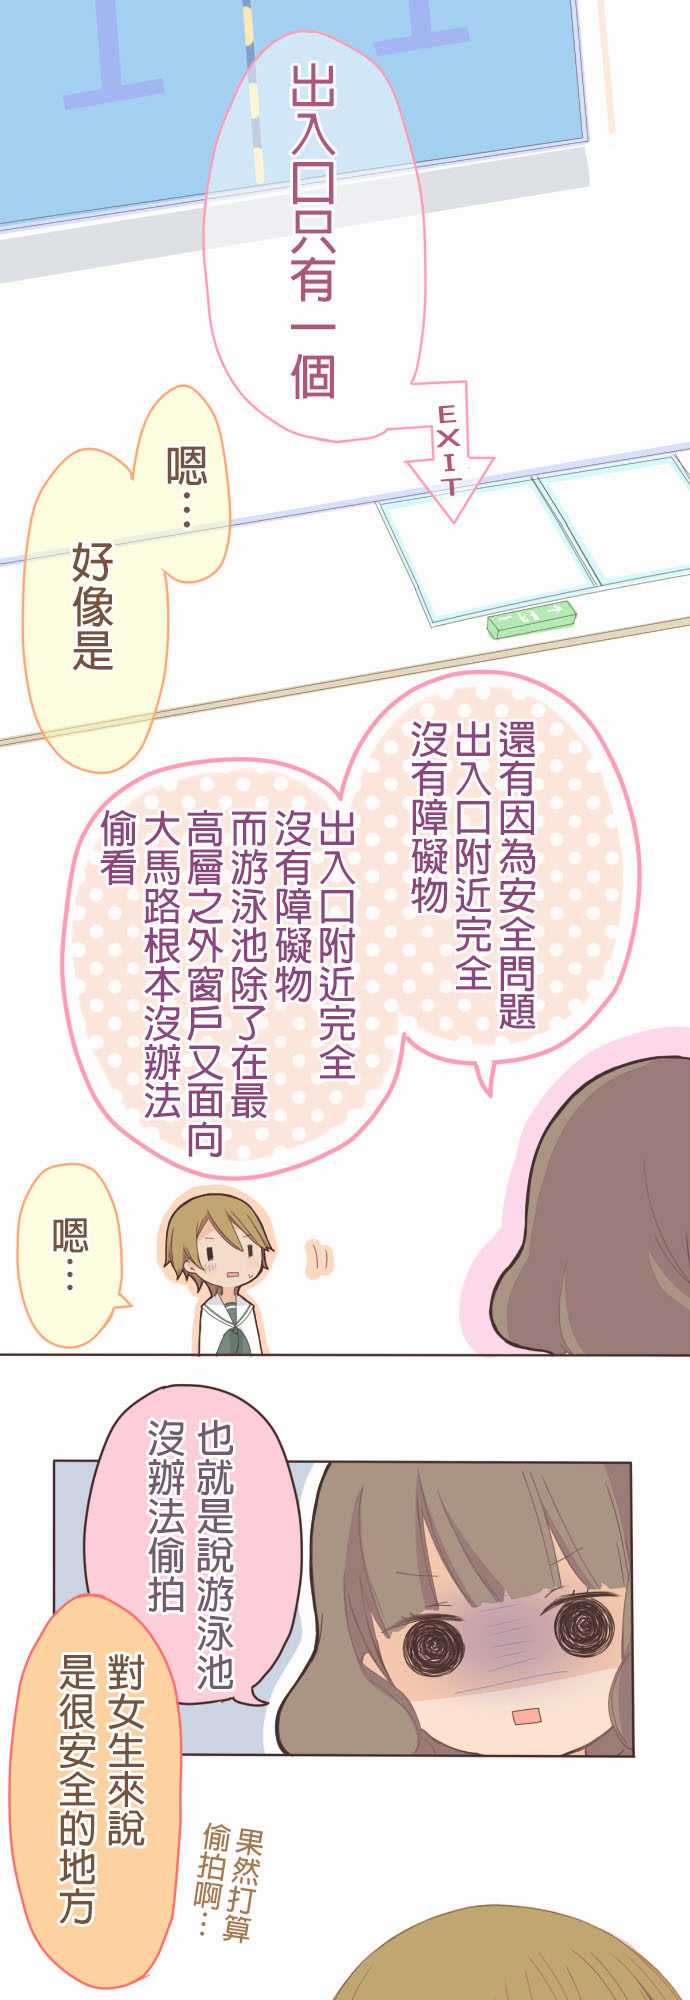 出入口只有一個
EXIT
嗯…
好像是
還有因為安全問題
出入口附近完全
沒有障礙物
出入口附近完全
沒有障礙物
而游泳池除了在最
高層之外窗戶又面向
大馬路根本沒辦法
偷看
嗯…
也就是說游泳池
沒辦法偷拍
對女生來說
是很安全的地方
果然打算
偷拍啊…